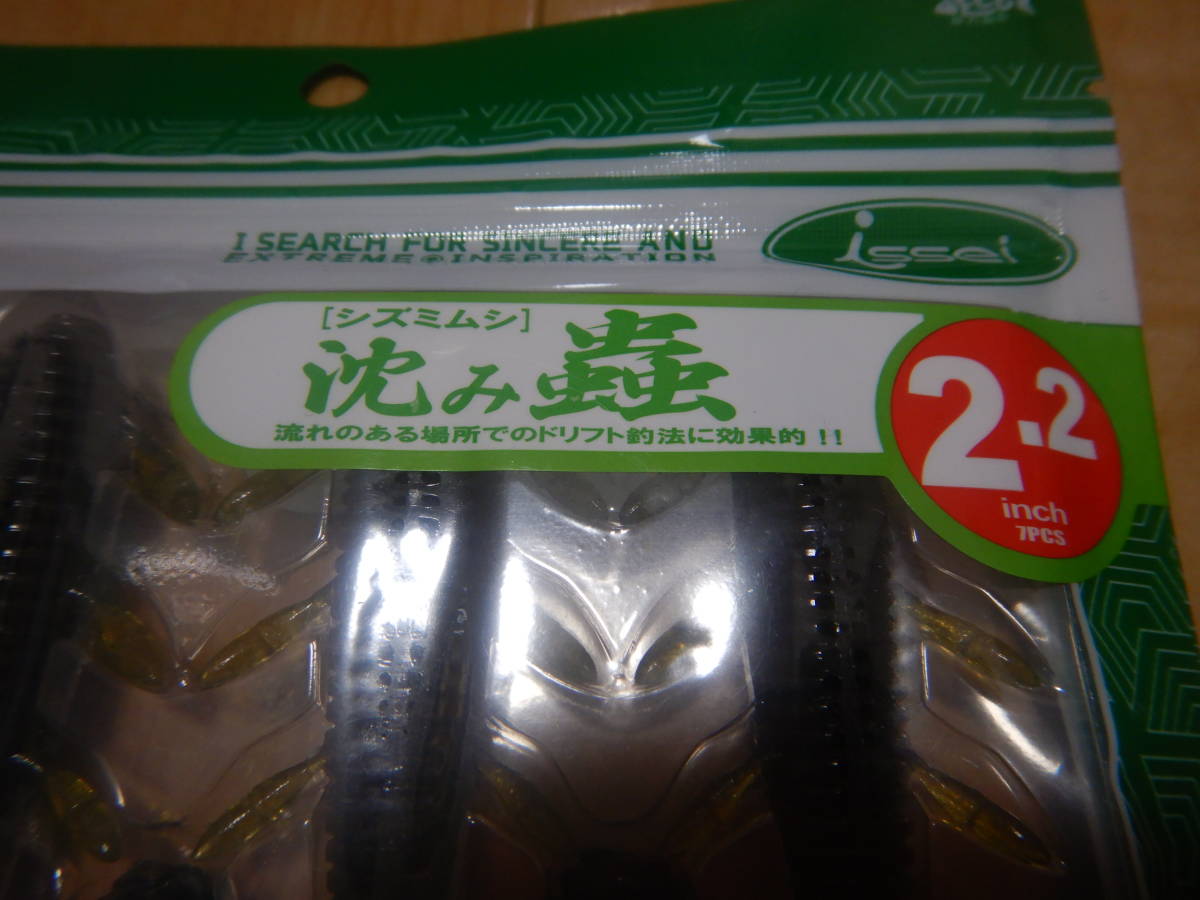 I SEARCH FOR SINCERE AND
EXTREME INSPIRATION
issei
[シズミムシ]
沈み蟲
流れのある場所でのドリフト釣法に効果的!!
2.2
inch
7PCS